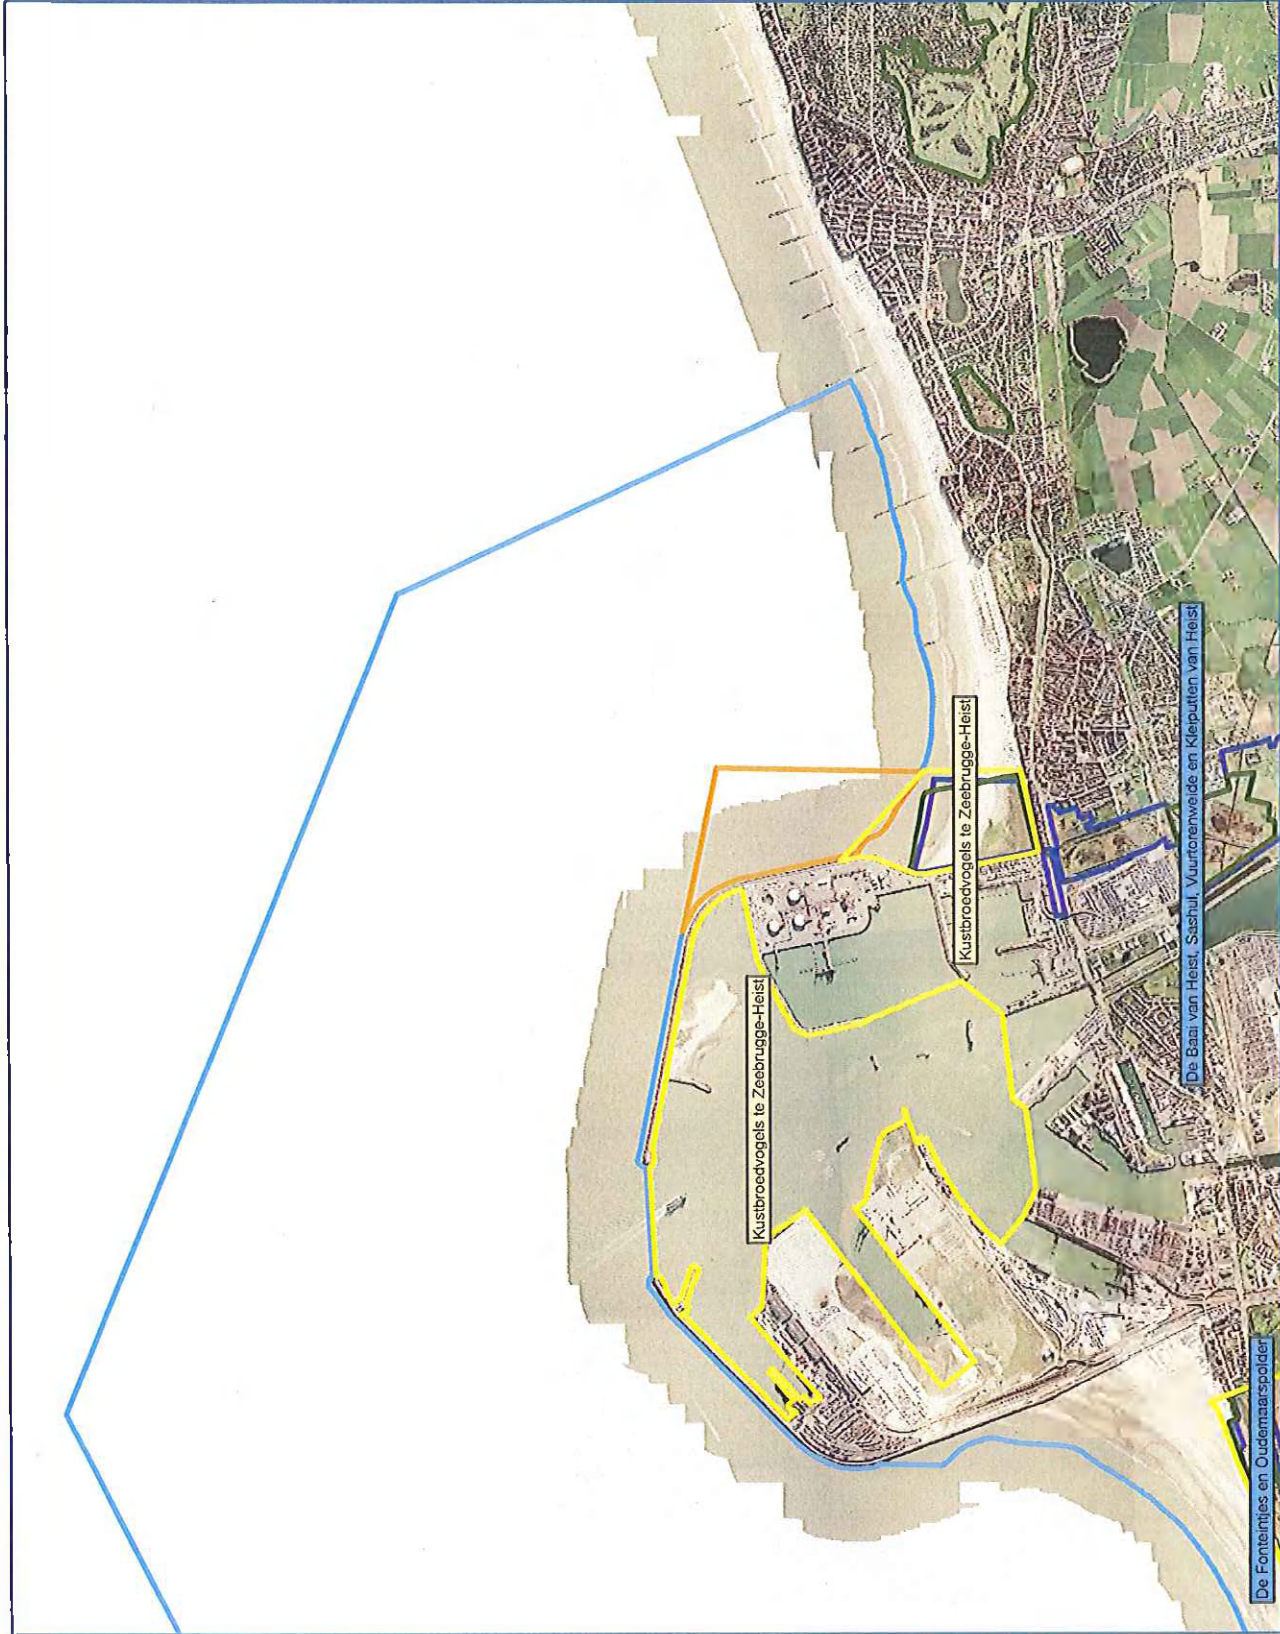 Kustbroedvogels te Zeebrugge-Heist
Kustbroedvogels te Zeebrugge-Heist
De Baai van Heist, Sashul, Vuurtorenweide en Kleiputten van Heist
De Fonteintjes en Oudemaarspolder